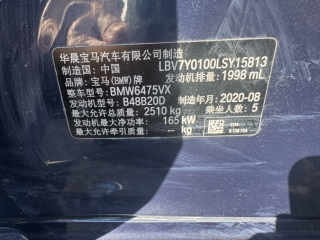 华晨宝马汽车有限公司制造
制造国：中国 LBV7Y0100LSY15813
品牌：宝马(BMW)牌 发动机排量：1998 mL
整车型号：BMW6475VX
发动机型号：B48B20D 制造年月：2020-08
最大允许总质量：2510 kg 乘坐人数：5
发动机最大净功率：165 kW
最大允许牵引质量：-- kg